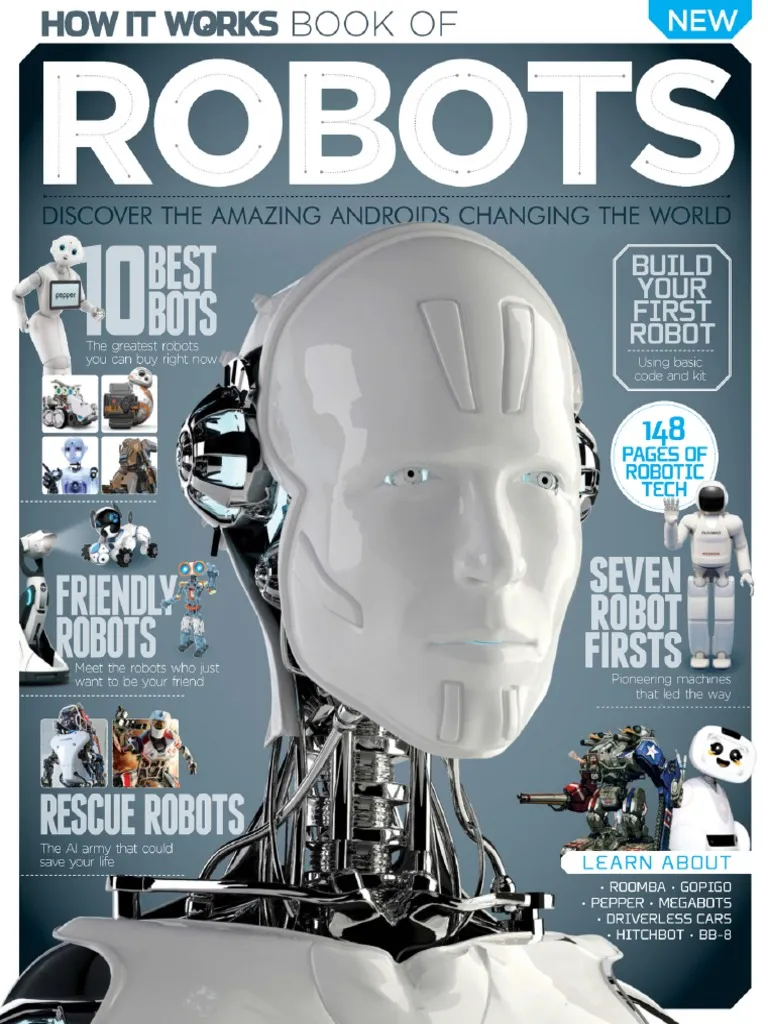 HOW IT WORKS BOOK OF
NEW
ROBOTS
DISCOVER THE AMAZING ANDROIDS CHANGING THE WORLD
10 BEST
BOTS
The greatest robots
you can buy right now
pepper
BUILD
YOUR
FIRST
ROBOT
Using basic
code and kit
148
PAGES OF
ROBOTIC
TECH
FRIENDLY
ROBOTS
Meet the robots who just
want to be your friend
SEVEN
ROBOT
FIRSTS
Pioneering machines
that led the way
RESCUE ROBOTS
The AI army that could
save your life
LEARN ABOUT
• ROOMBA • GOPIGO
• PEPPER • MEGABOTS
• DRIVERLESS CARS
• HITCHBOT • BB-8